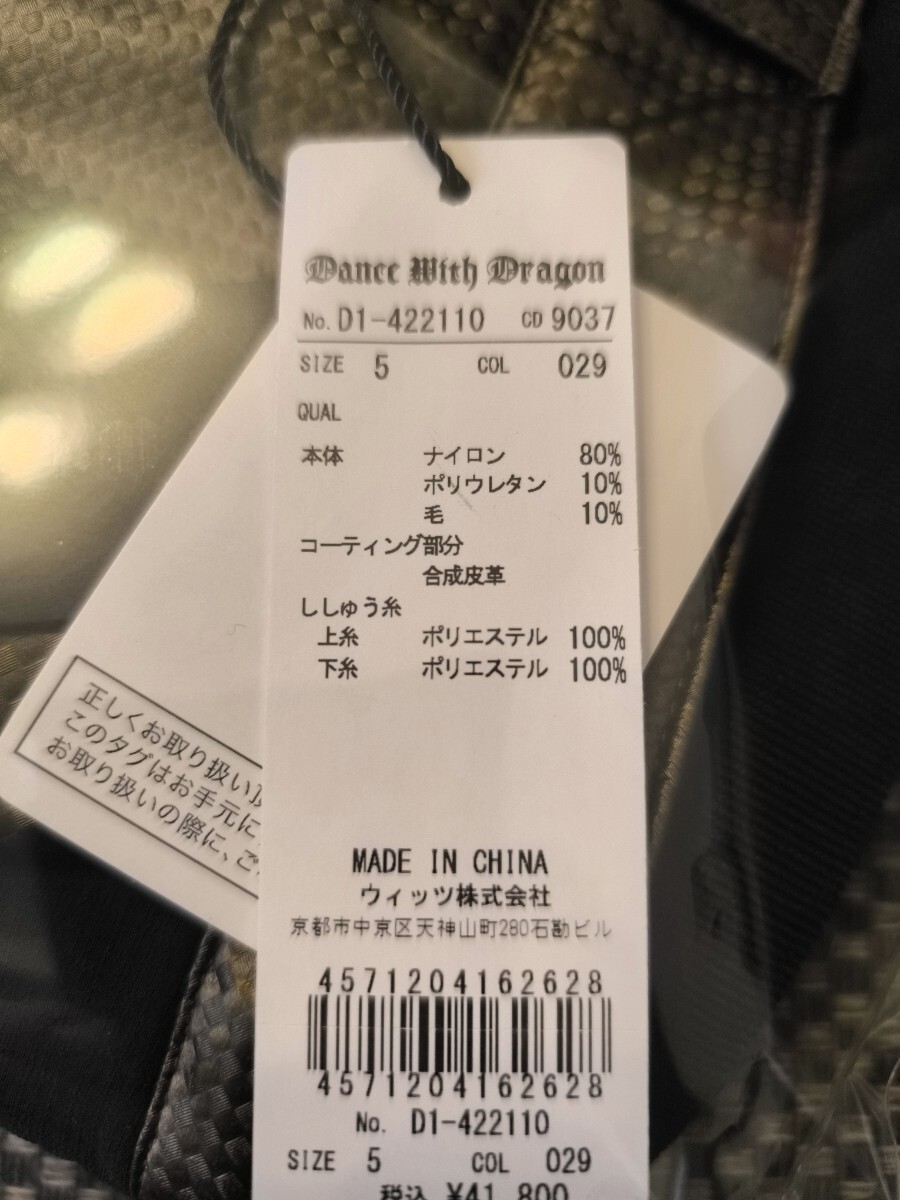 Dance With Dragon
No. D1-422110 CD 9037
SIZE 5 COL 029
QUAL
本体 ナイロン 80%
ポリウレタン 10%
毛 10%
コーティング部分
合成皮革
ししゅう糸
上糸 ポリエステル 100%
下糸 ポリエステル 100%
MADE IN CHINA
ウィッツ株式会社
京都市中京区天神山町280石勘ビル
4571204162628
4571204162628
No. D1-422110
SIZE 5 COL 029
税込 ¥41,800
正しくお取り扱い頂
このタグはお手元に
お取り扱いの際に、ご